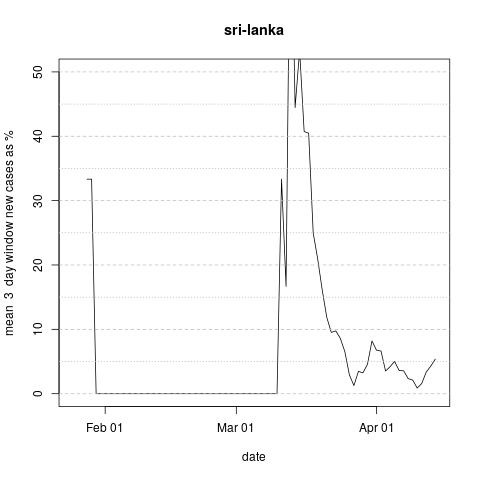 sri-lanka
mean 3 day window new cases as %
50
40
30
20
10
0
Feb 01
Mar 01
Apr 01
date